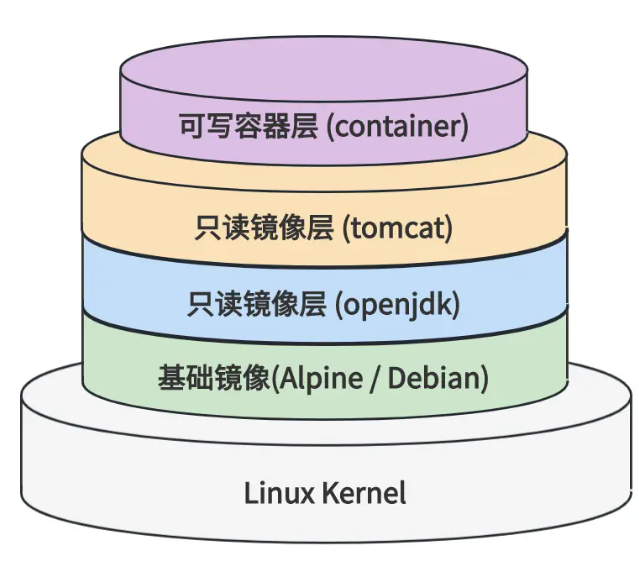 可写容器层 (container)
只读镜像层 (tomcat)
只读镜像层 (openjdk)
基础镜像(Alpine / Debian)
Linux Kernel